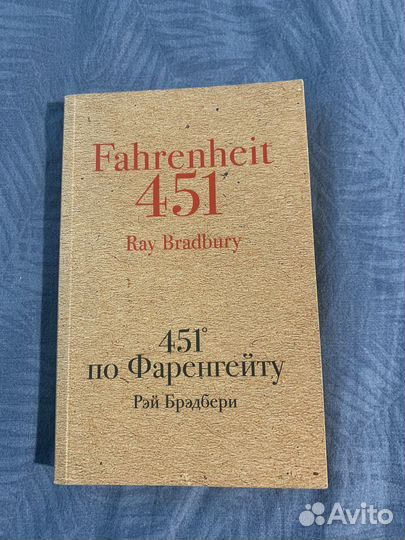 Fahrenheit
451°
Ray Bradbury
451°
по Фаренгейту
Рэй Брэдбери
Avito